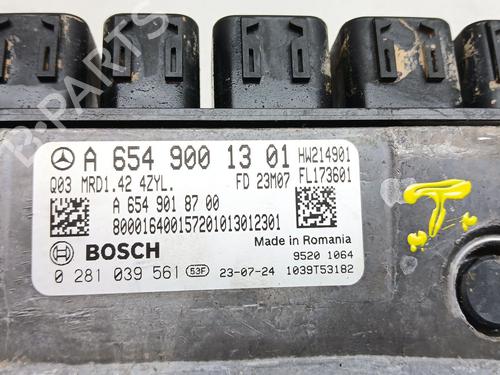 A 654 900 13 01 HW214901
Q03 MRD1.42 4ZYL. FD 23M07 FL173601
A 654 901 87 00
800016400157201013012301
BOSCH Made in Romania
9520 1064
0 281 039 561 53F 23-07-24 1039T53182
B-PARTS
T.